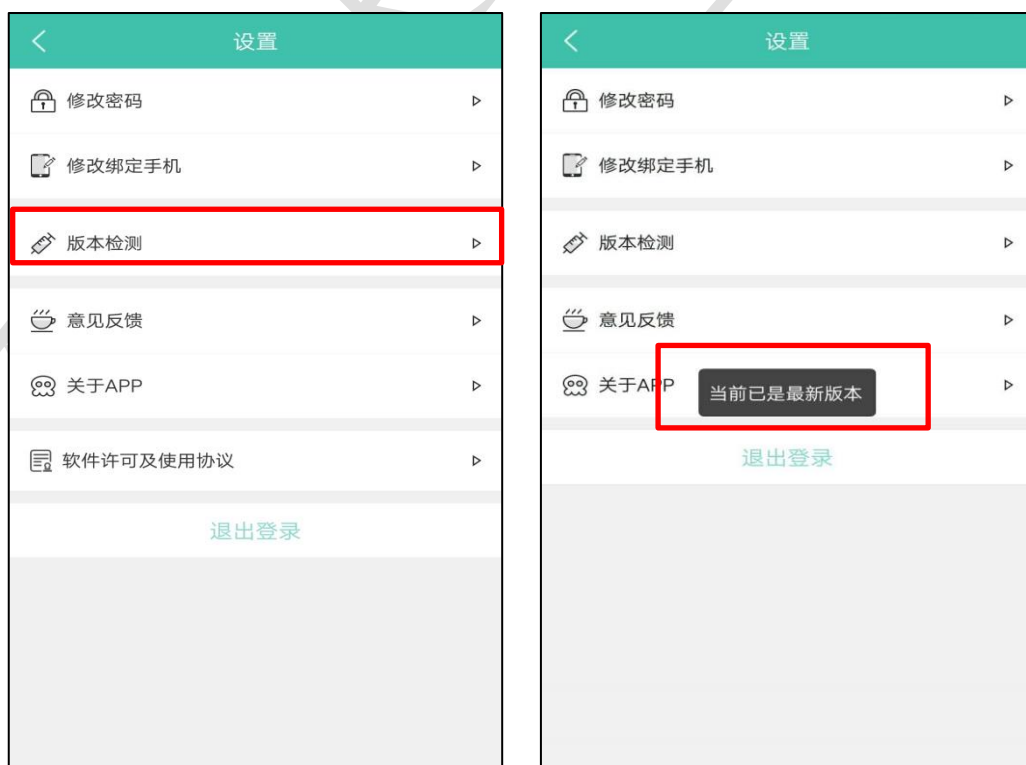 设置
修改密码
修改绑定手机
版本检测
意见反馈
关于APP
软件许可及使用协议
退出登录
设置
修改密码
修改绑定手机
版本检测
意见反馈
关于APP
当前已是最新版本
退出登录